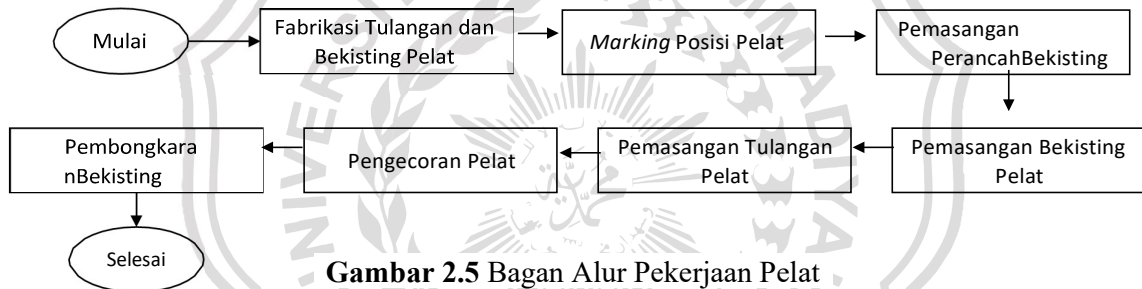 Mulai
Fabrikasi Tulangan dan
Bekisting Pelat
Marking Posisi Pelat
Pemasangan
PerancahBekisting
Pemasangan Bekisting
Pelat
Pemasangan Tulangan
Pelat
Pengecoran Pelat
Pembongkara
nBekisting
Selesai
Gambar 2.5 Bagan Alur Pekerjaan Pelat